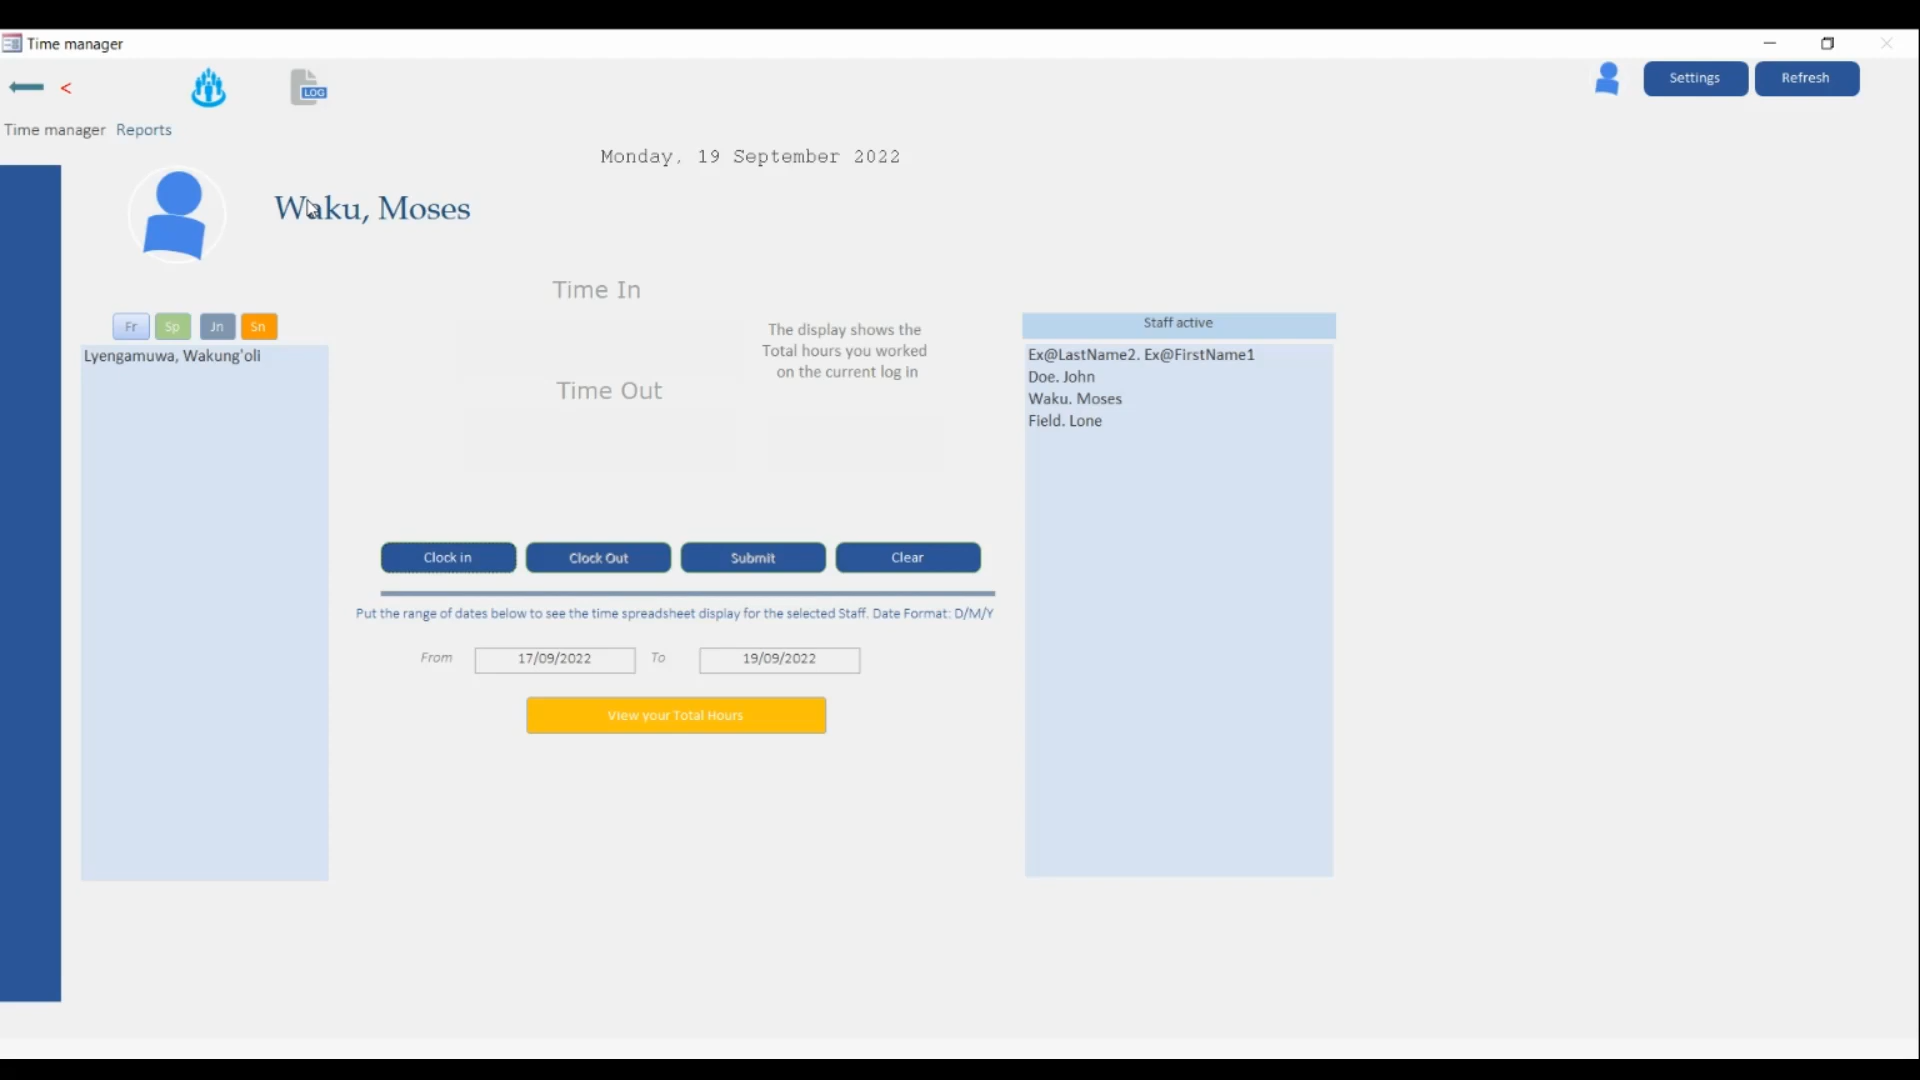 Time manager
<
LOG
Settings
Refresh
Time manager Reports
Monday, 19 September 2022
Waku, Moses
Time In
Fr
Sp
Jn
Sn
Lyengamuwa, Wakung'oli
The display shows the
Total hours you worked
on the current log in
Time Out
Staff active
Ex@LastName2. Ex@FirstName1
Doe. John
Waku. Moses
Field. Lone
Clock in
Clock Out
Submit
Clear
Put the range of dates below to see the time spreadsheet display for the selected Staff. Date Format: D/M/Y
From 17/09/2022 To 19/09/2022
View your Total Hours